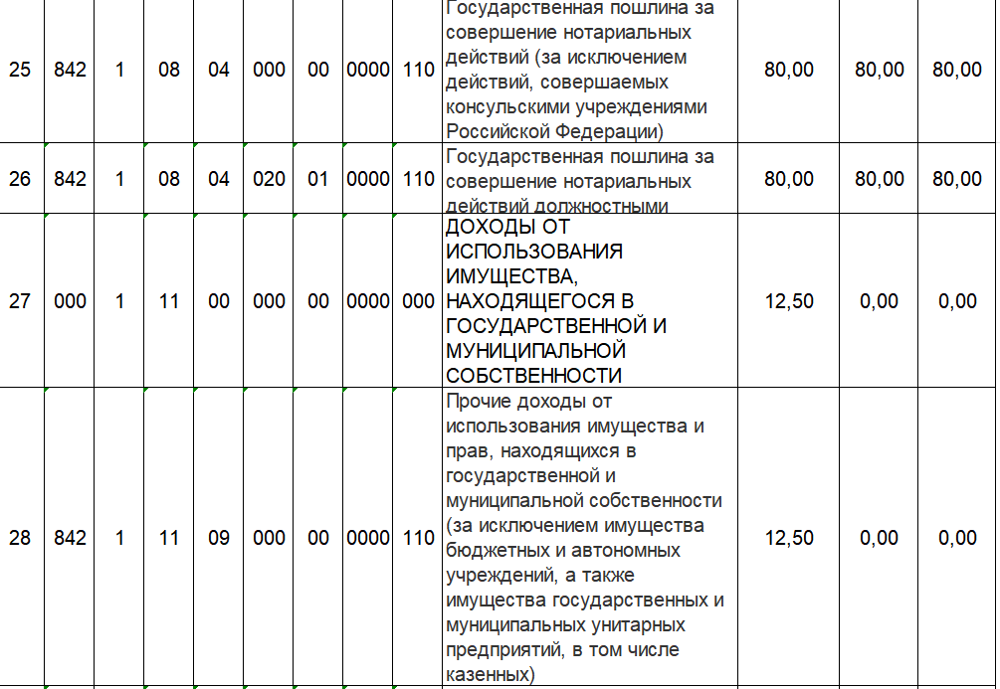 Государственная пошлина за
совершение нотариальных
действий (за исключением
действий, совершаемых
консульскими учреждениями
Российской Федерации)
25 842 1 08 04 000 00 0000 110 80,00 80,00 80,00
Государственная пошлина за
совершение нотариальных
действий должностными
26 842 1 08 04 020 01 0000 110 80,00 80,00 80,00
ДОХОДЫ ОТ
ИСПОЛЬЗОВАНИЯ
ИМУЩЕСТВА,
НАХОДЯЩЕГОСЯ В
ГОСУДАРСТВЕННОЙ И
МУНИЦИПАЛЬНОЙ
СОБСТВЕННОСТИ
27 000 1 11 00 000 00 0000 000 12,50 0,00 0,00
Прочие доходы от
использования имущества и
прав, находящихся в
государственной и
муниципальной собственности
(за исключением имущества
бюджетных и автономных
учреждений, а также
имущества государственных и
муниципальных унитарных
предприятий, в том числе
казенных)
28 842 1 11 09 000 00 0000 110 12,50 0,00 0,00